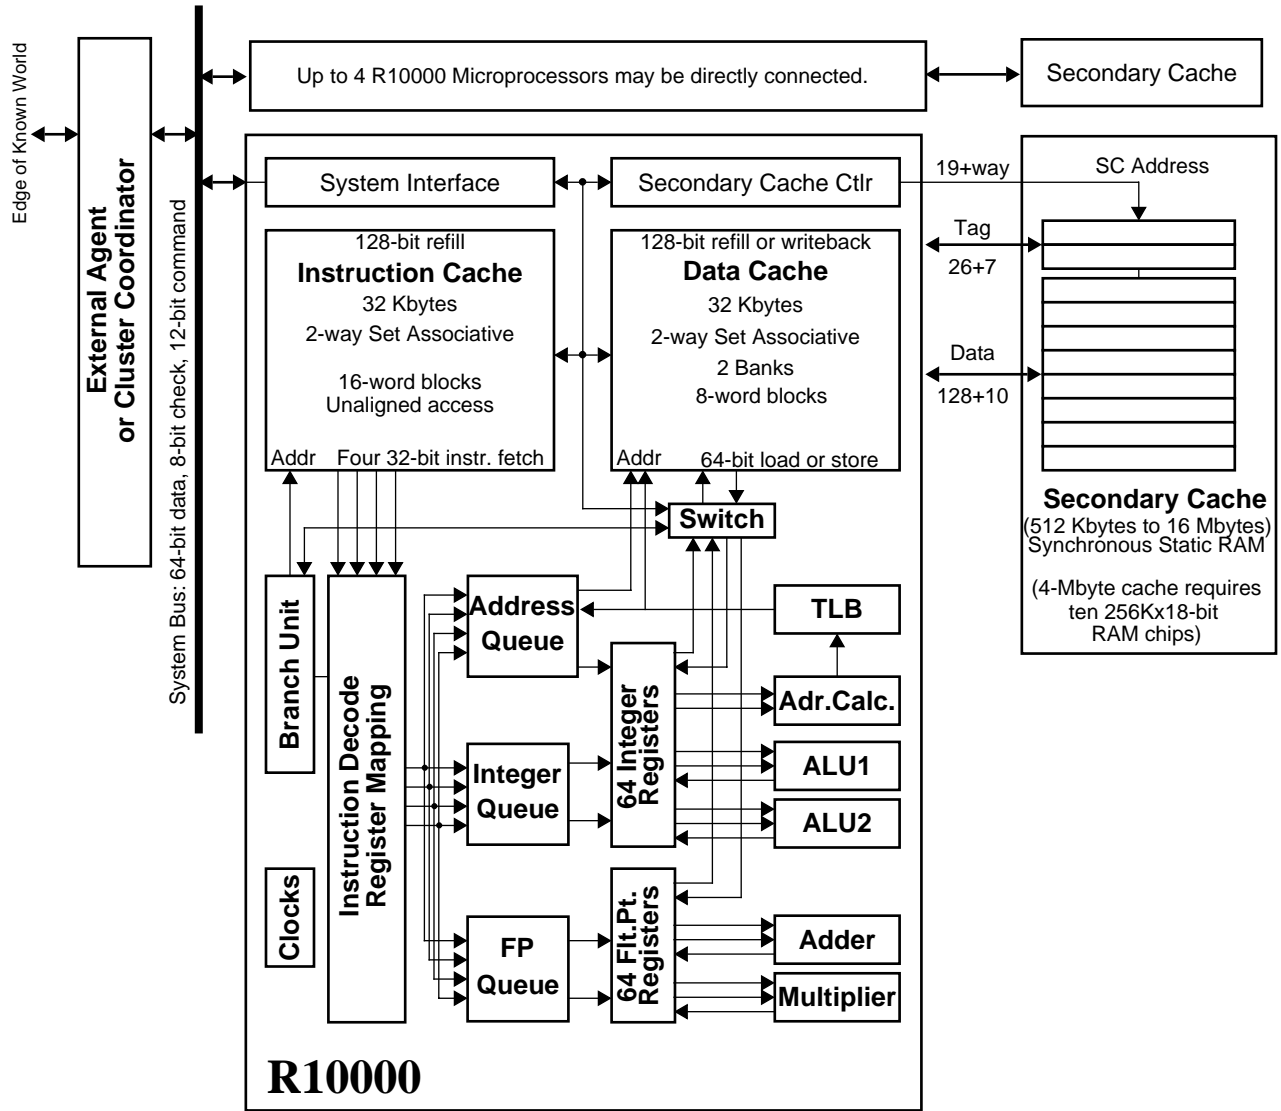 Edge of Known World
External Agent
or Cluster Coordinator
System Bus: 64-bit data, 8-bit check, 12-bit command
Up to 4 R10000 Microprocessors may be directly connected.
Secondary Cache
System Interface
Secondary Cache Ctlr
19+way
SC Address
Tag
26+7
Data
128+10
128-bit refill
Instruction Cache
32 Kbytes
2-way Set Associative
16-word blocks
Unaligned access
Addr
Four 32-bit instr. fetch
128-bit refill or writeback
Data Cache
32 Kbytes
2-way Set Associative
2 Banks
8-word blocks
Addr
64-bit load or store
Secondary Cache
(512 Kbytes to 16 Mbytes)
Synchronous Static RAM
(4-Mbyte cache requires
ten 256Kx18-bit
RAM chips)
Switch
Branch Unit
Clocks
Instruction Decode
Register Mapping
Address
Queue
Integer
Queue
FP
Queue
64 Integer
Registers
64 Flt.Pt.
Registers
TLB
Adr.Calc.
ALU1
ALU2
Adder
Multiplier
R10000